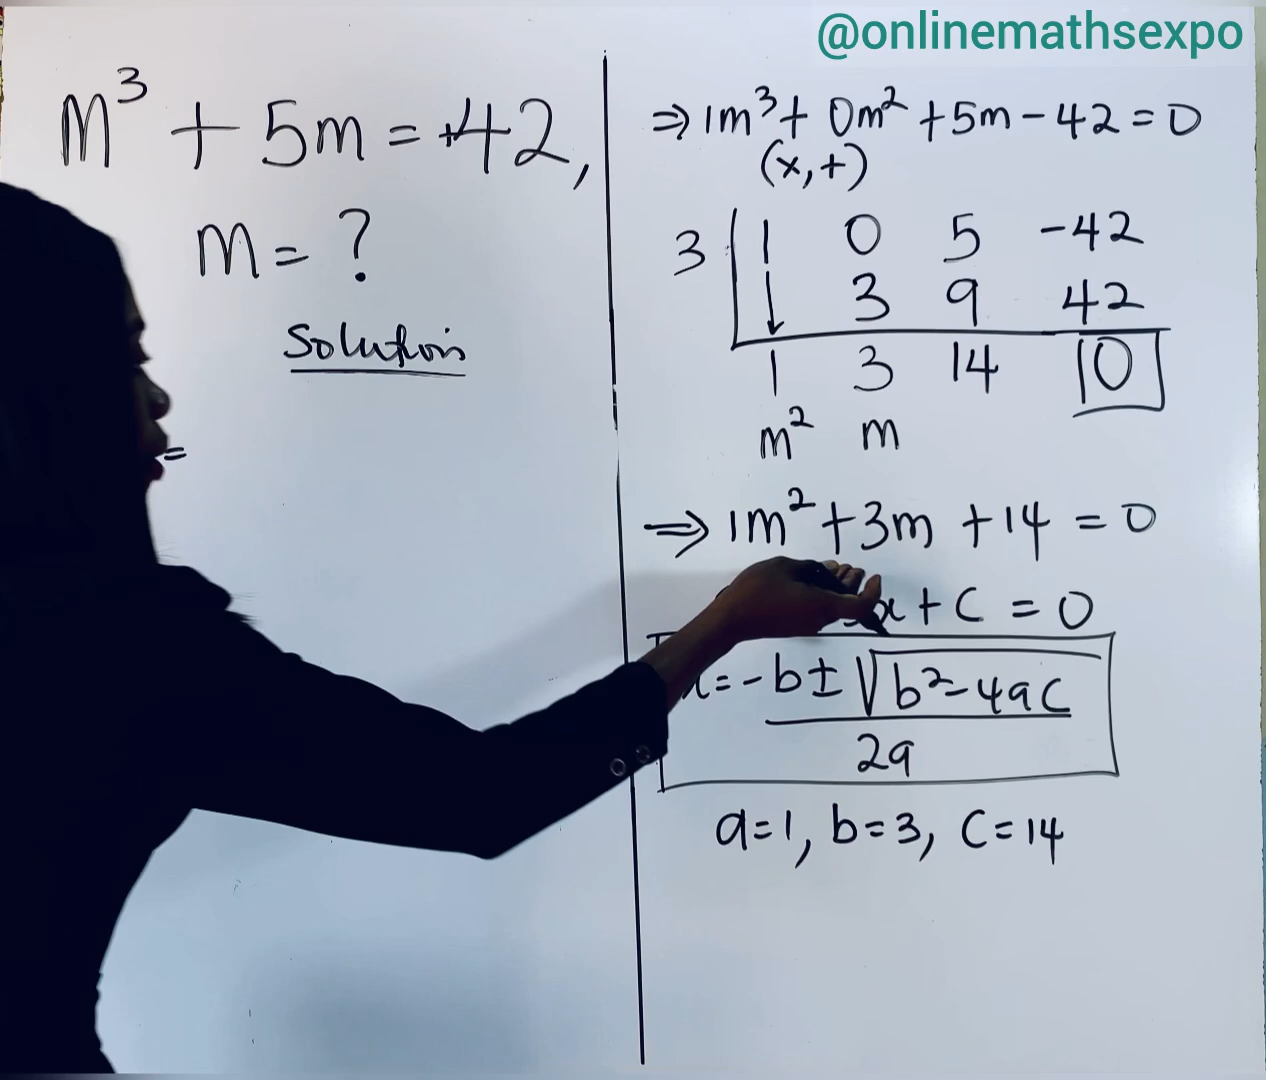 @onlinemathsexpo
m³ + 5m = +42,
m = ?
Solution
=
⇒ 1m³ + 0m² + 5m - 42 = 0
(x, +)
3 | 1 0 5 -42
↓ 3 9 42
1 3 14 |0|
m² m
⇒ 1m² + 3m + 14 = 0
x + c = 0
= -b ± √b² - 4ac
2a
a = 1, b = 3, c = 14